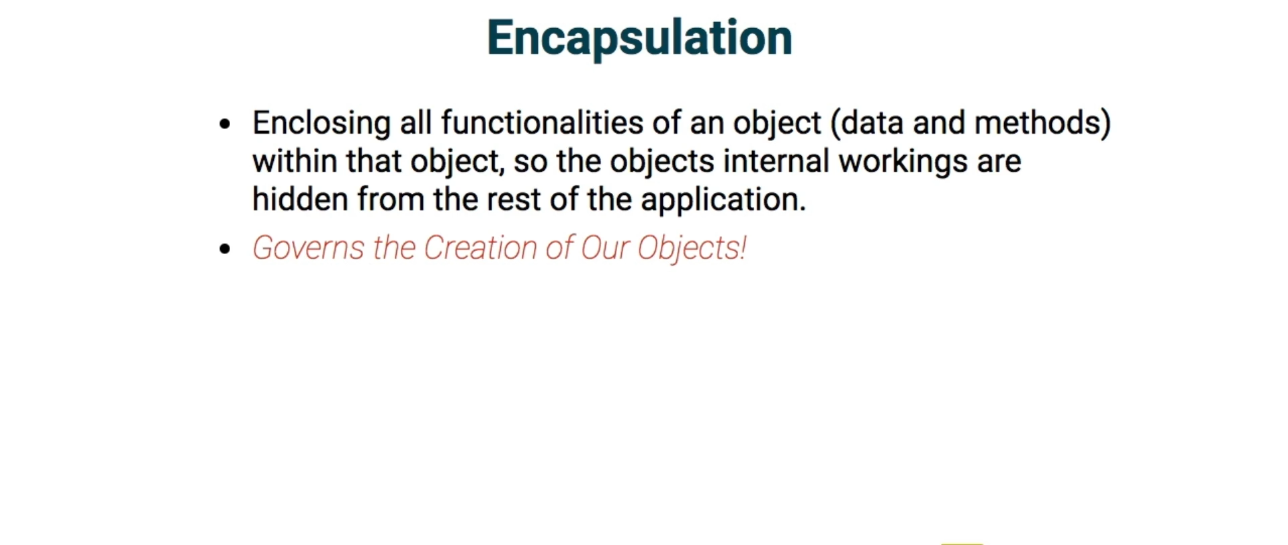 Encapsulation
• Enclosing all functionalities of an object (data and methods)
within that object, so the objects internal workings are
hidden from the rest of the application.
• Governs the Creation of Our Objects!